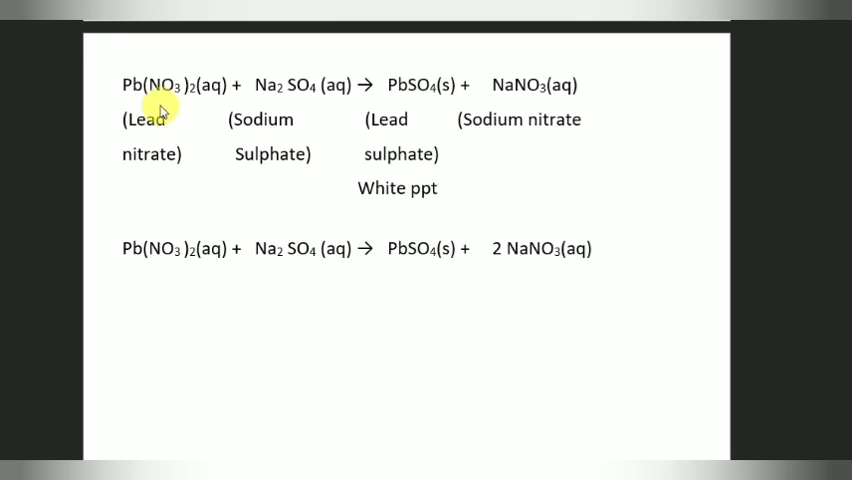 Pb(NO₃ )₂(aq) + Na₂ SO₄ (aq) → PbSO₄(s) + NaNO₃(aq)
(Lead (Sodium (Lead (Sodium nitrate
nitrate) Sulphate) sulphate)
White ppt
Pb(NO₃ )₂(aq) + Na₂ SO₄ (aq) → PbSO₄(s) + 2 NaNO₃(aq)